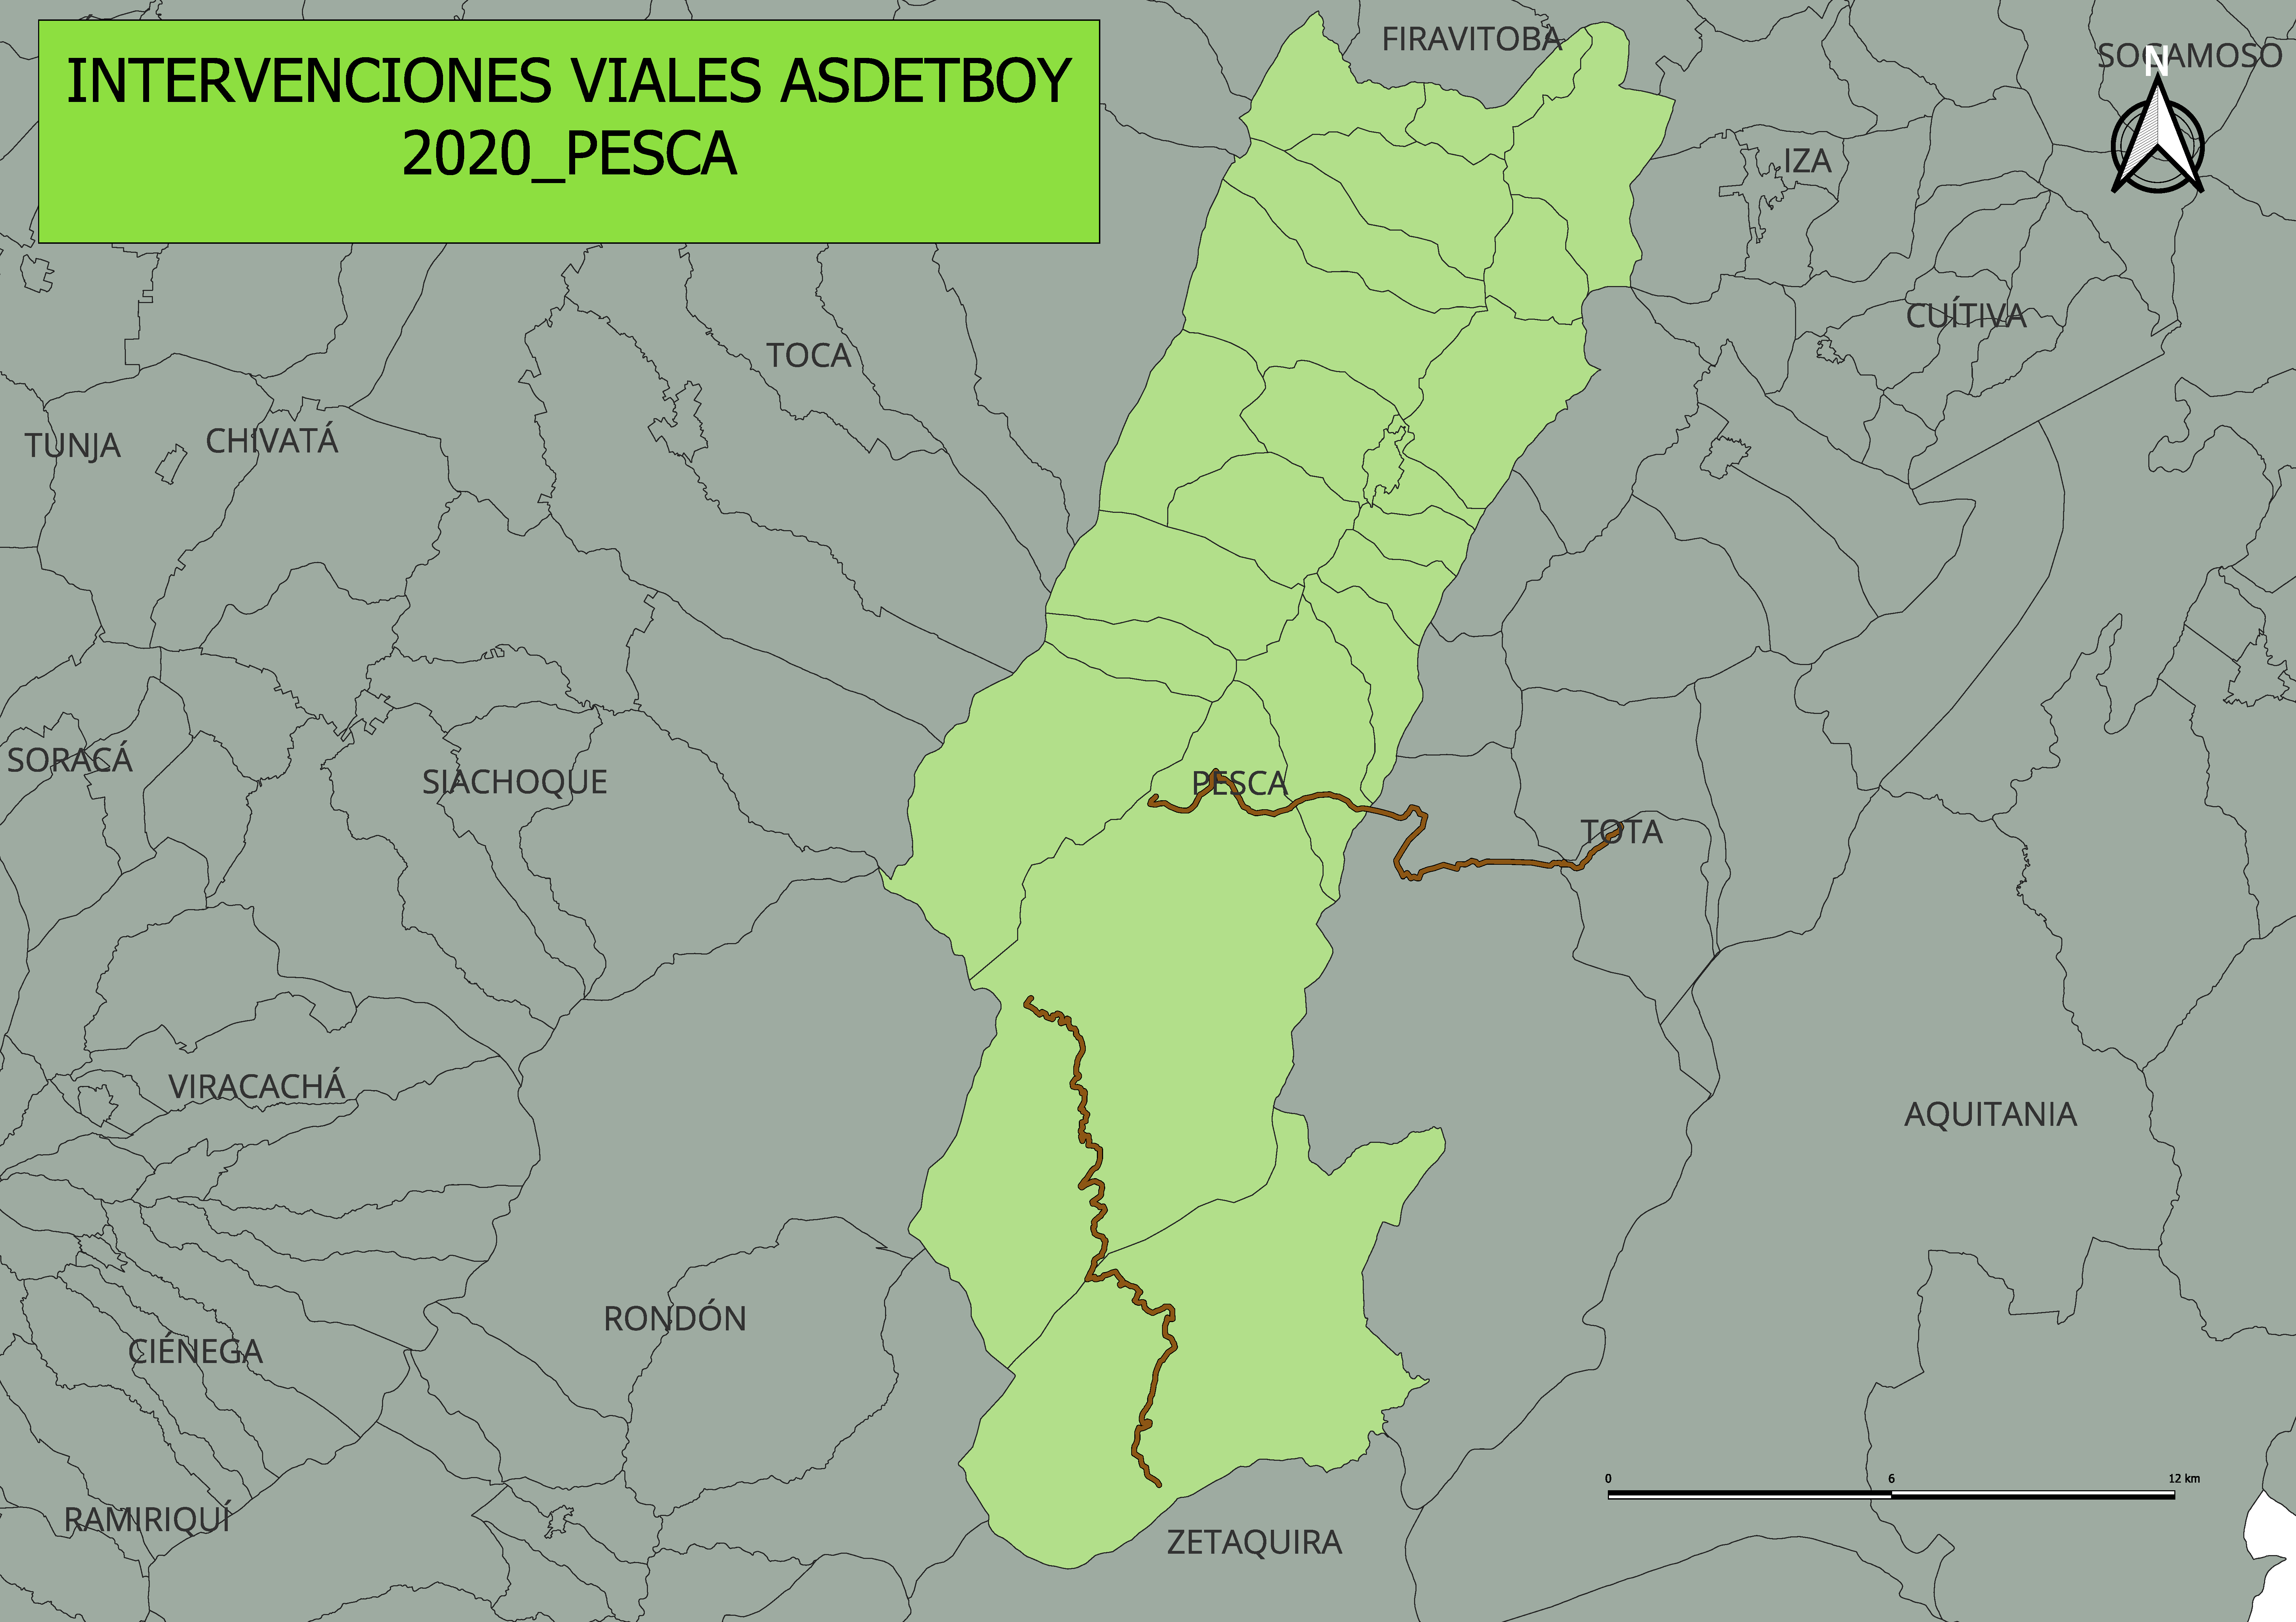 INTERVENCIONES VIALES ASDETBOY
2020_PESCA
FIRAVITOBA
SOGAMOSO
N
IZA
CUÍTIVA
TOCA
TUNJA
CHIVATÁ
SORACÁ
SIACHOQUE
PESCA
TOTA
VIRACACHÁ
AQUITANIA
RONDÓN
CIÉNEGA
RAMIRIQUÍ
ZETAQUIRA
0 6 12 km